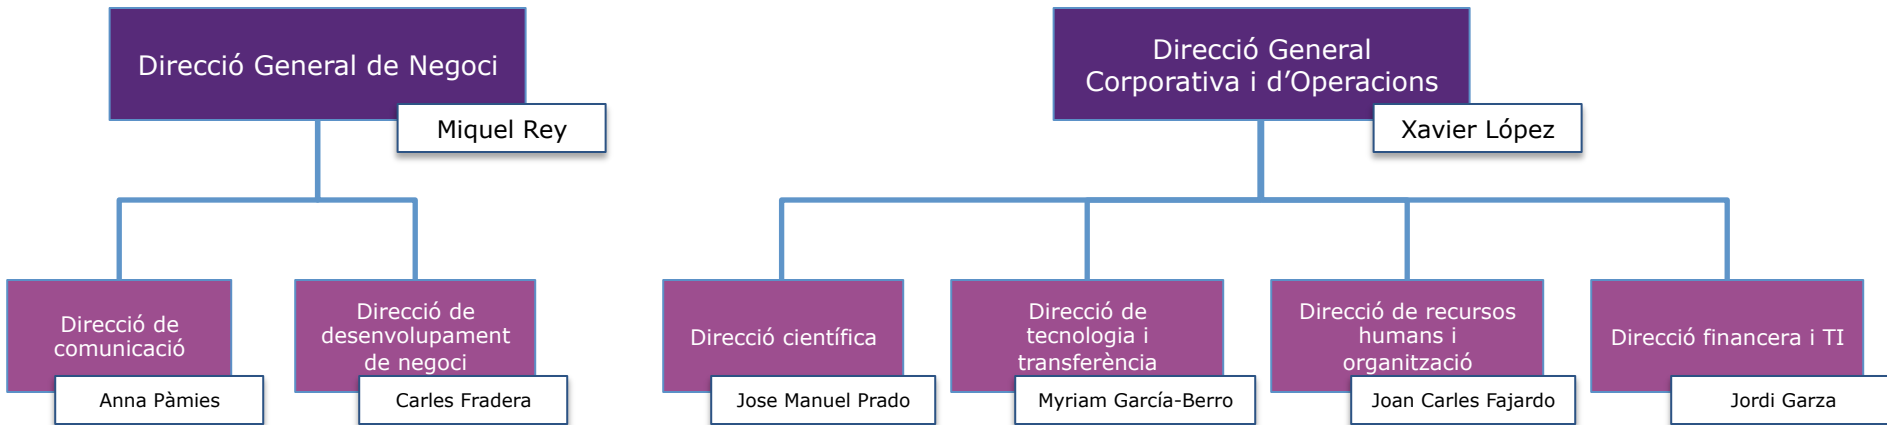 Direcció General de Negoci
Miquel Rey
Direcció General
Corporativa i d’Operacions
Xavier López
Direcció de
comunicació
Anna Pàmies
Direcció de
desenvolupament
de negoci
Carles Fradera
Direcció científica
Jose Manuel Prado
Direcció de
tecnologia i
transferència
Myriam García-Berro
Direcció de recursos
humans i
organització
Joan Carles Fajardo
Direcció financera i TI
Jordi Garza